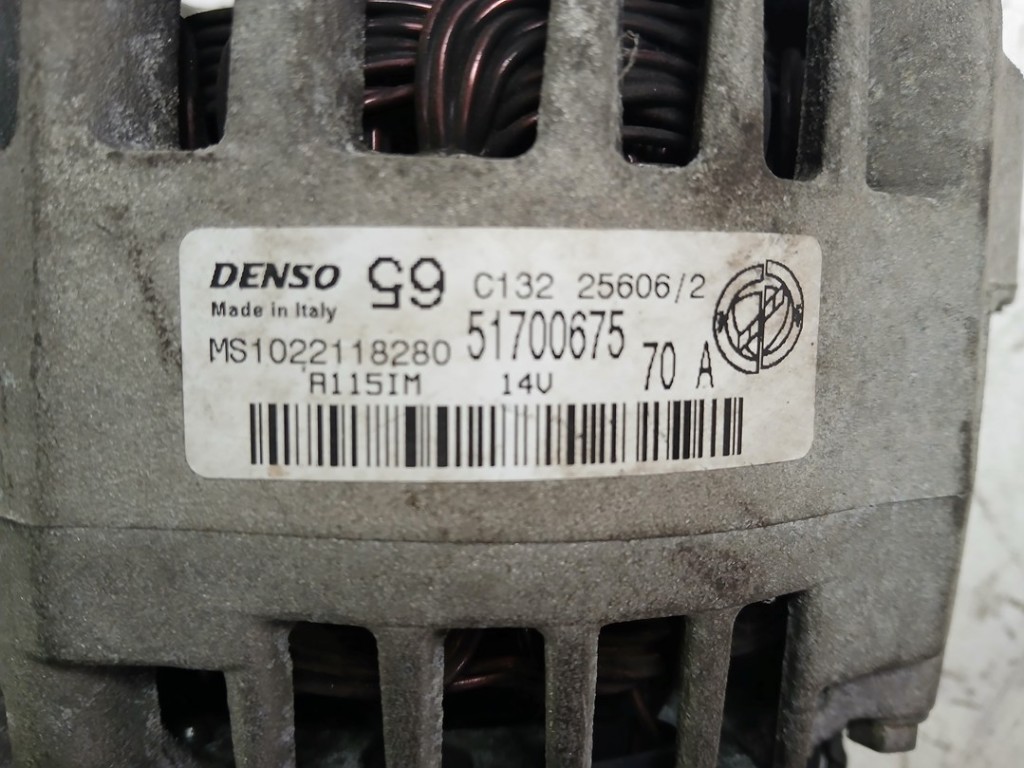 DENSO 65 C132 25606/2
Made in Italy 51700675
MS1022118280 70 A
A115IM 14V